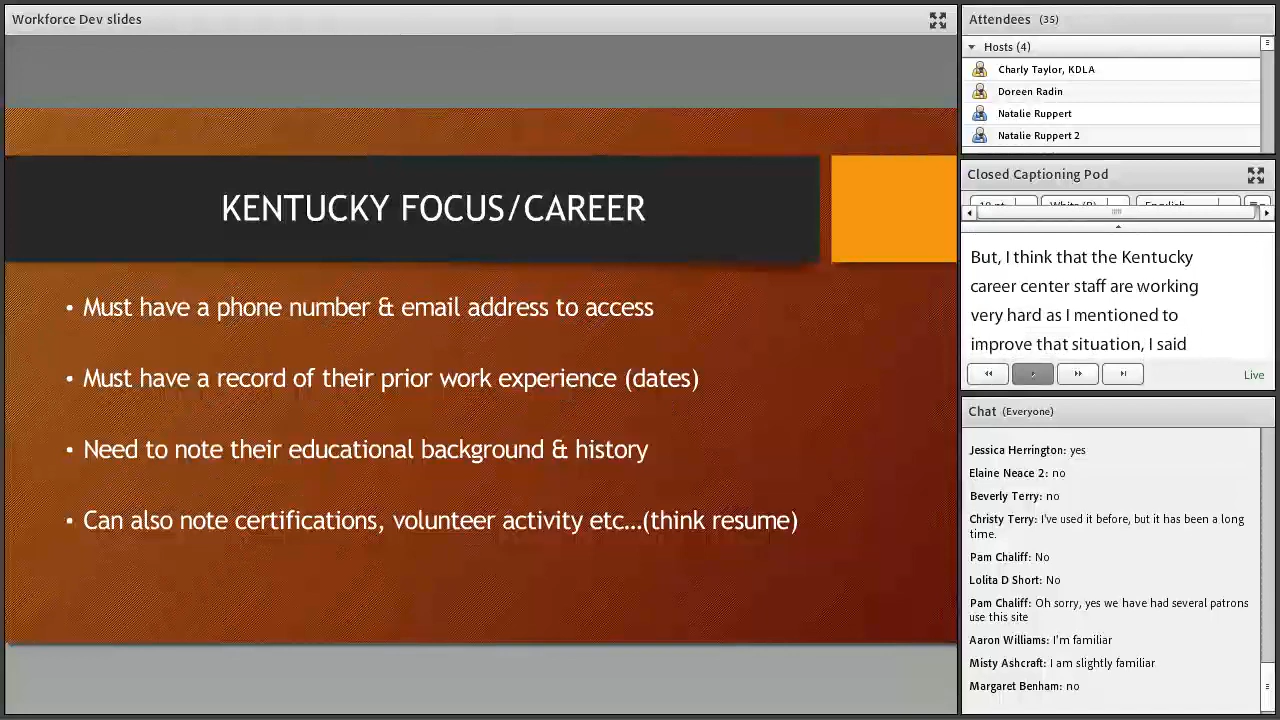 Workforce Dev slides
KENTUCKY FOCUS/CAREER
• Must have a phone number & email address to access
• Must have a record of their prior work experience (dates)
• Need to note their educational background & history
• Can also note certifications, volunteer activity etc...(think resume)
Attendees (35)
Hosts (4)
Charly Taylor, KDLA
Doreen Radin
Natalie Ruppert
Natalie Ruppert 2
Closed Captioning Pod
But, I think that the Kentucky
career center staff are working
very hard as I mentioned to
improve that situation, I said
Live
Chat (Everyone)
Jessica Herrington: yes
Elaine Neace 2: no
Beverly Terry: no
Christy Terry: I've used it before, but it has been a long
time.
Pam Chaliff: No
Lolita D Short: No
Pam Chaliff: Oh sorry, yes we have had several patrons
use this site
Aaron Williams: I'm familiar
Misty Ashcraft: I am slightly familiar
Margaret Benham: no